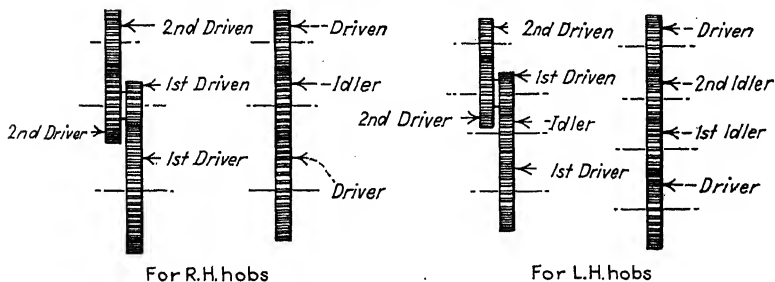 2nd Driven
1st Driven
2nd Driver
1st Driver
Driven
Idler
Driver
For R.H. hobs
2nd Driven
1st Driven
2nd Driver
Idler
1st Driver
Driven
2nd Idler
1st Idler
Driver
For L.H. hobs